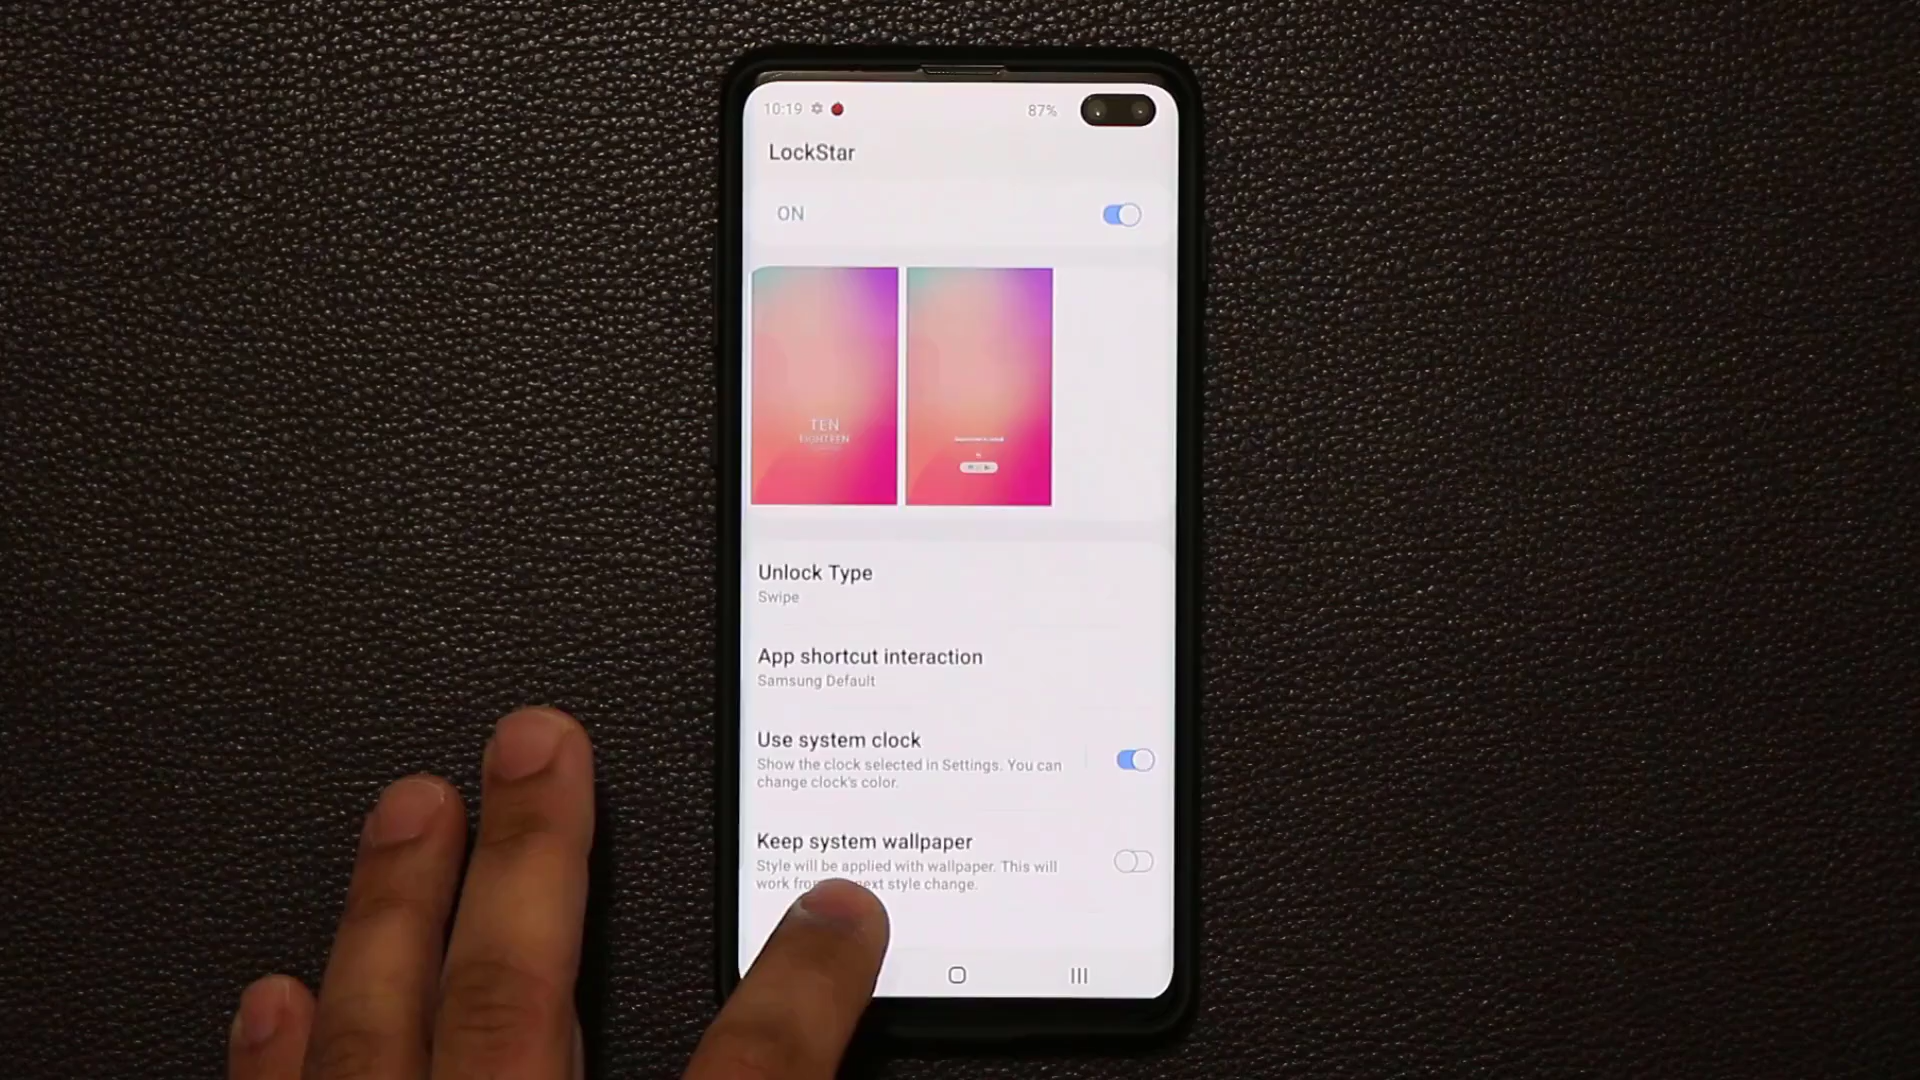 10:19
87%
LockStar
ON
TEN
EIGHTEEN
Unlock Type
Swipe
App shortcut interaction
Samsung Default
Use system clock
Show the clock selected in Settings. You can
change clock's color.
Keep system wallpaper
Style will be applied with wallpaper. This will
work next style change.